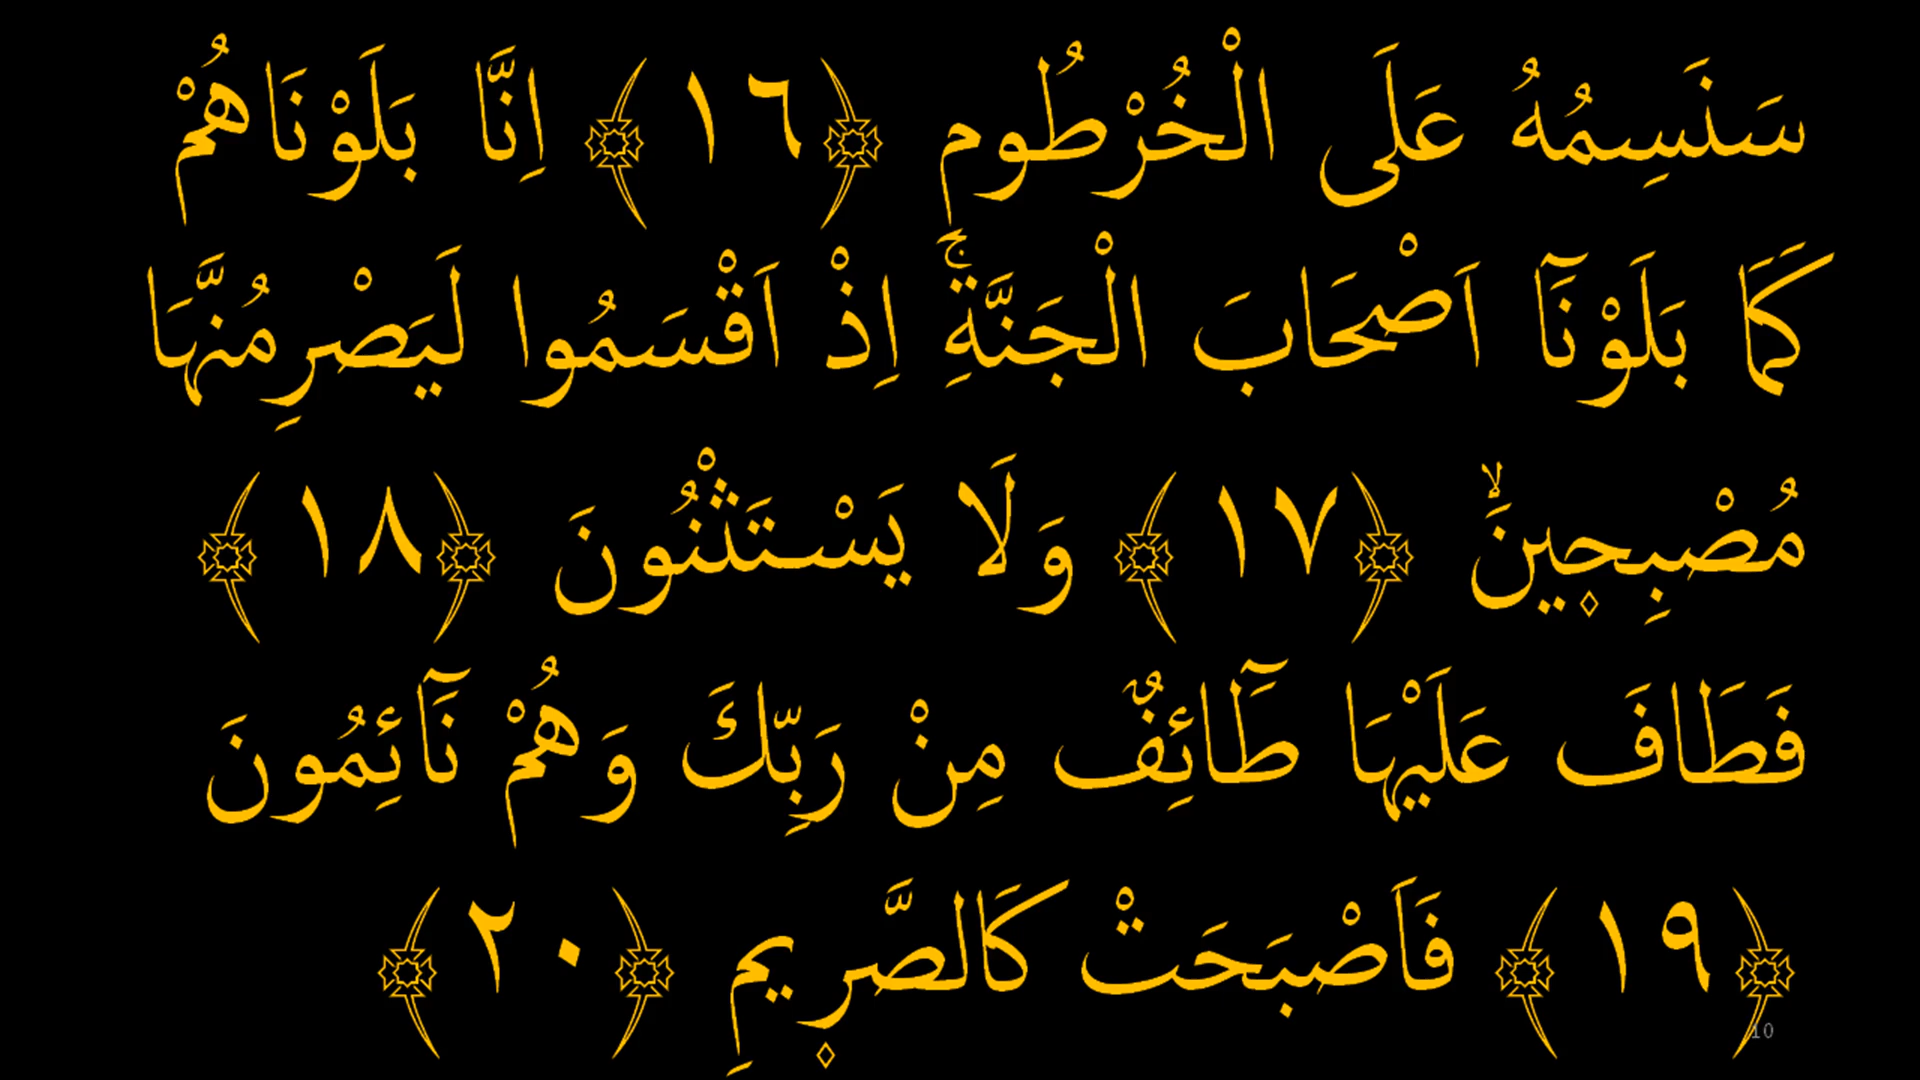 سَنَسِمُهُ عَلَى الْخُرْطُومِ ﴿١٦﴾ اِنَّا بَلَوْنَاهُمْ
كَمَا بَلَوْنَٓا اَصْحَابَ الْجَنَّةِۚ اِذْ اَقْسَمُوا لَيَصْرِمُنَّهَا
مُصْبِحٖينَۙ ﴿١٧﴾ وَلَا يَسْتَثْنُونَ ﴿١٨﴾
فَطَافَ عَلَيْهَا طَٓائِفٌ مِنْ رَبِّكَ وَهُمْ نَٓائِمُونَ
﴿١٩﴾ فَاَصْبَحَتْ كَالصَّرٖيمِ ﴿٢٠﴾
10